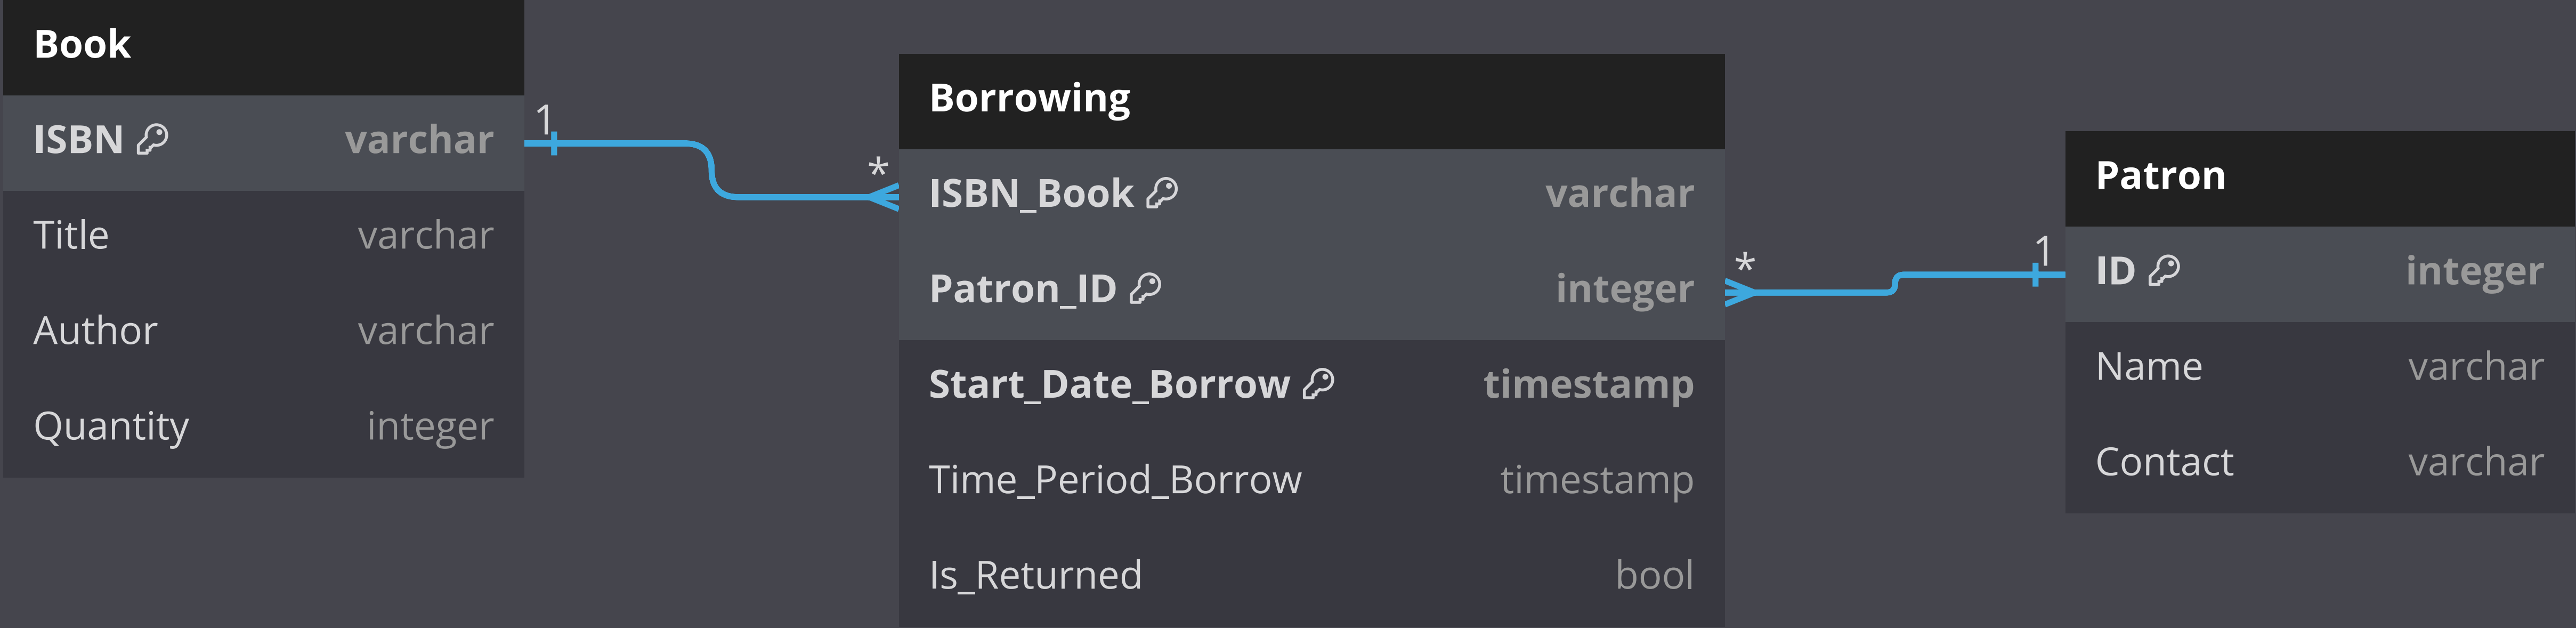 Book
ISBN varchar
Title varchar
Author varchar
Quantity integer
1
*
Borrowing
ISBN_Book varchar
Patron_ID integer
Start_Date_Borrow timestamp
Time_Period_Borrow timestamp
Is_Returned bool
*
1
Patron
ID integer
Name varchar
Contact varchar